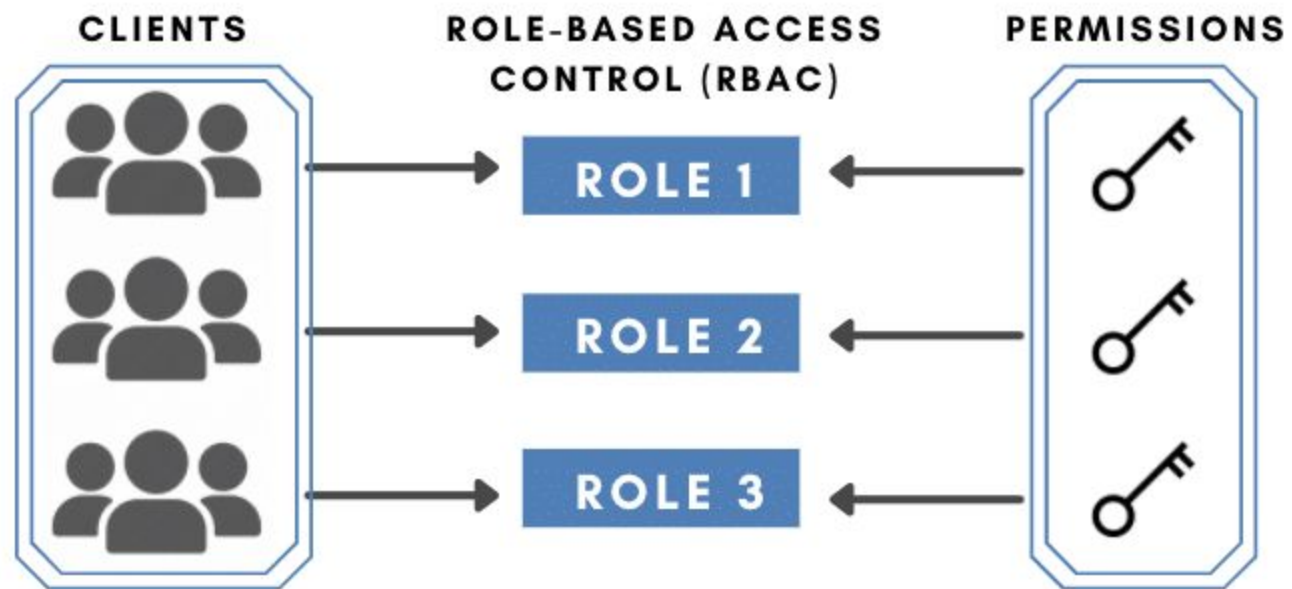 CLIENTS
ROLE-BASED ACCESS
CONTROL (RBAC)
PERMISSIONS
ROLE 1
ROLE 2
ROLE 3